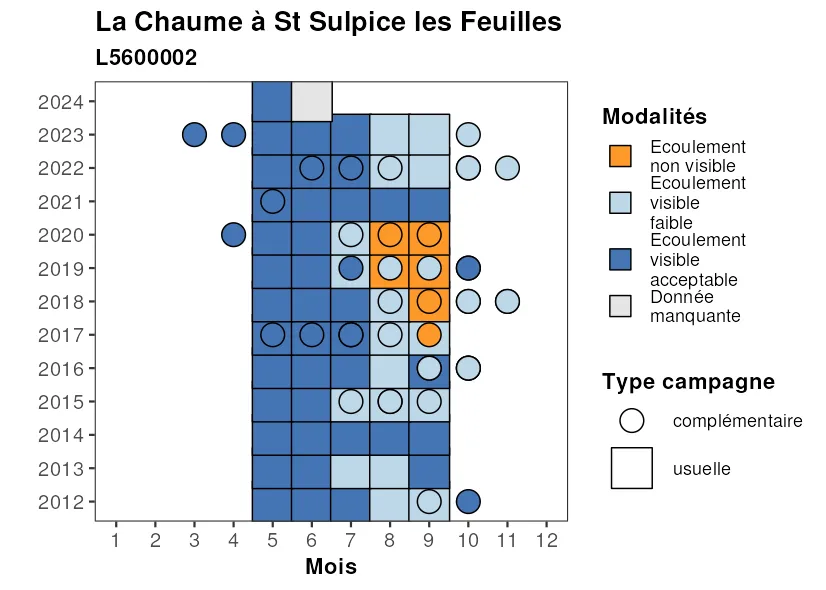 La Chaume à St Sulpice les Feuilles
L5600002
2024
2023
2022
2021
2020
2019
2018
2017
2016
2015
2014
2013
2012
1 2 3 4 5 6 7 8 9 10 11 12
Mois
Modalités
Ecoulement
non visible
Ecoulement
visible
faible
Ecoulement
visible
acceptable
Donnée
manquante
Type campagne
complémentaire
usuelle